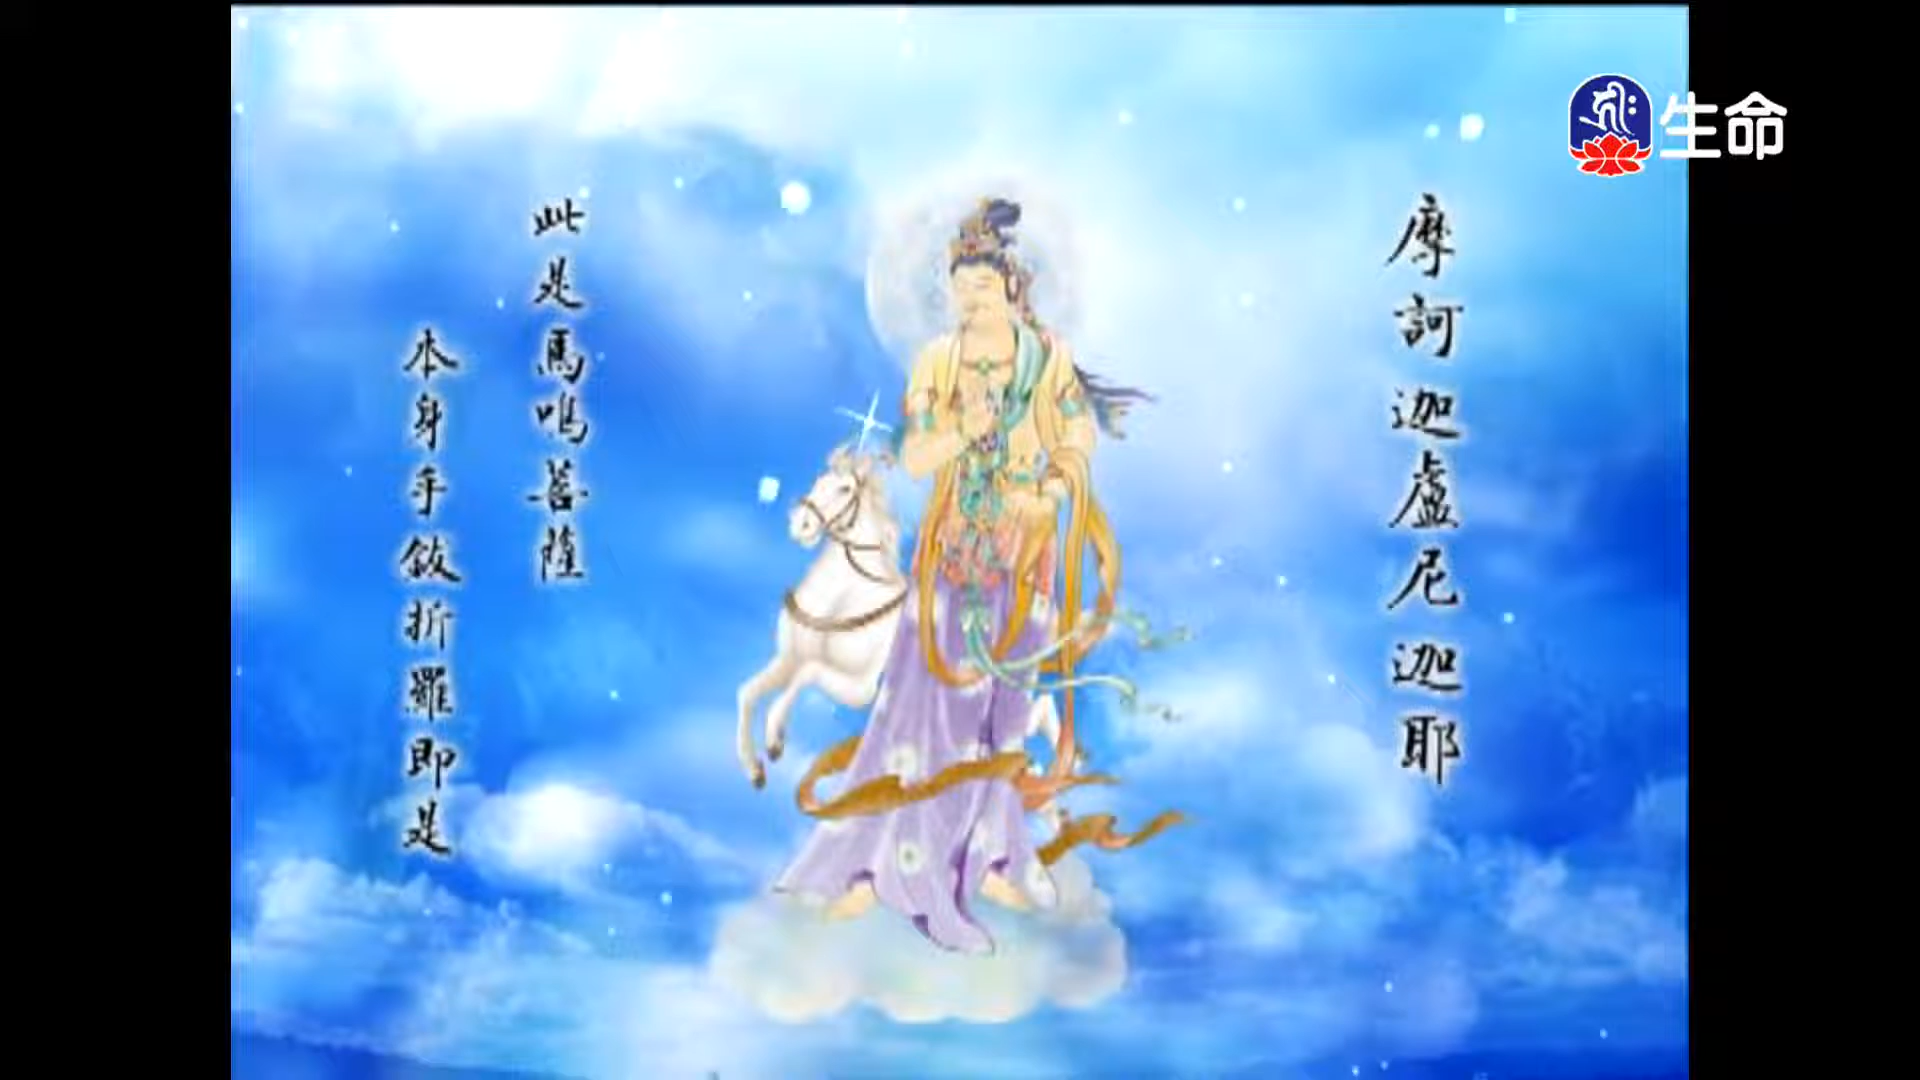 生命
摩訶迦盧尼迦耶
此是馬鳴菩薩
本身手鈸折羅即是